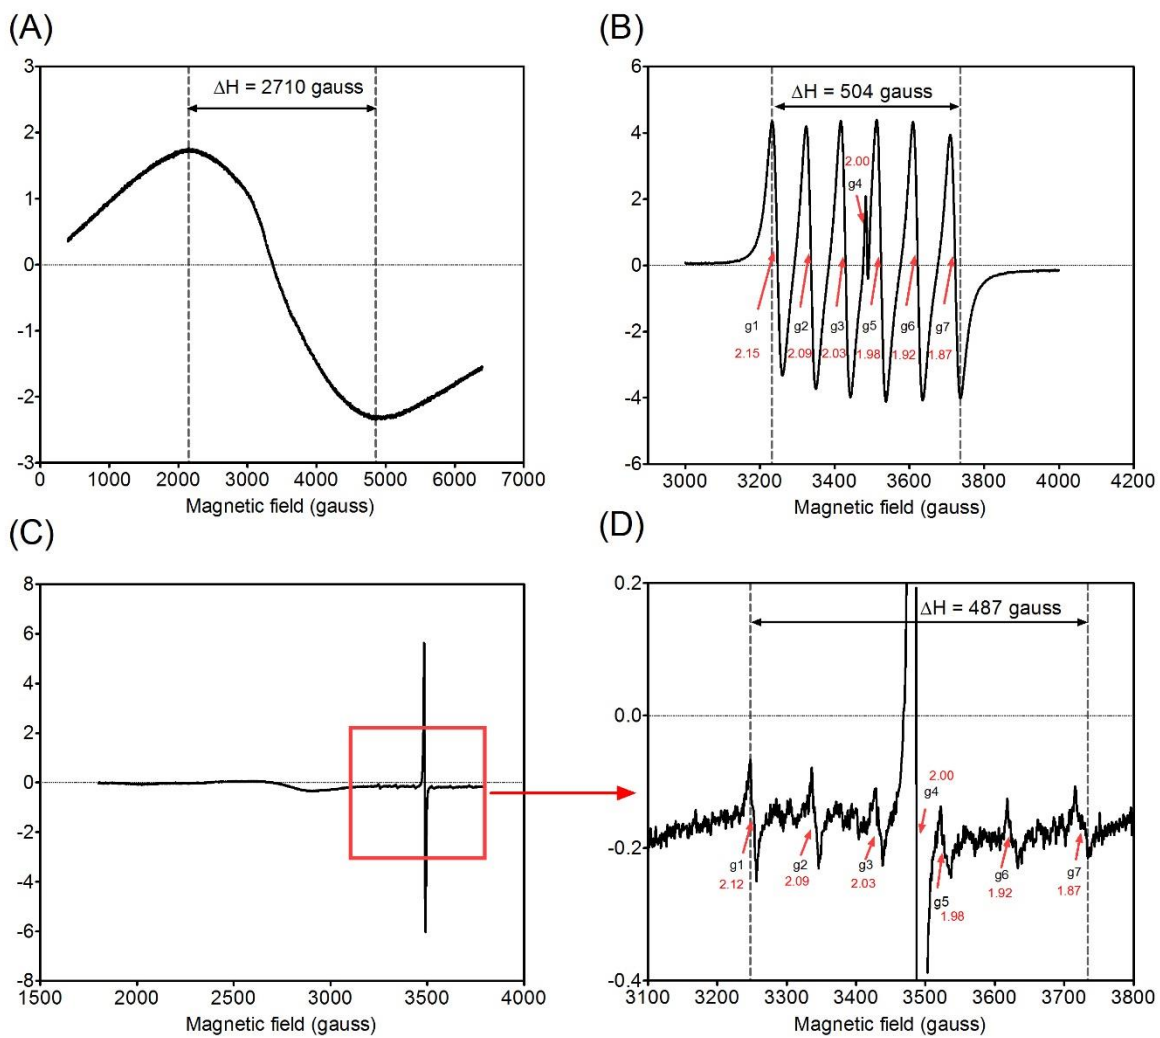 (A)
ΔH = 2710 gauss
3
2
1
0
-1
-2
-3
0 1000 2000 3000 4000 5000 6000 7000
Magnetic field (gauss)
(B)
ΔH = 504 gauss
6
4
2
0
-2
-4
-6
2.00
g4
g1 g2 g3 g5 g6 g7
2.15 2.09 2.03 1.98 1.92 1.87
3000 3200 3400 3600 3800 4000 4200
Magnetic field (gauss)
(C)
8
6
4
2
0
-2
-4
-6
-8
1500 2000 2500 3000 3500 4000
Magnetic field (gauss)
(D)
ΔH = 487 gauss
0.2
0.0
-0.2
-0.4
2.00
g4
g1 g2 g3 g5 g6 g7
2.12 2.09 2.03 1.98 1.92 1.87
3100 3200 3300 3400 3500 3600 3700 3800
Magnetic field (gauss)